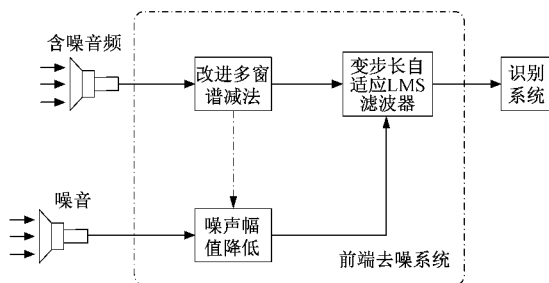 含噪音频
改进多窗
谱减法
变步长自
适应LMS
滤波器
识别
系统
噪音
噪声幅
值降低
前端去噪系统